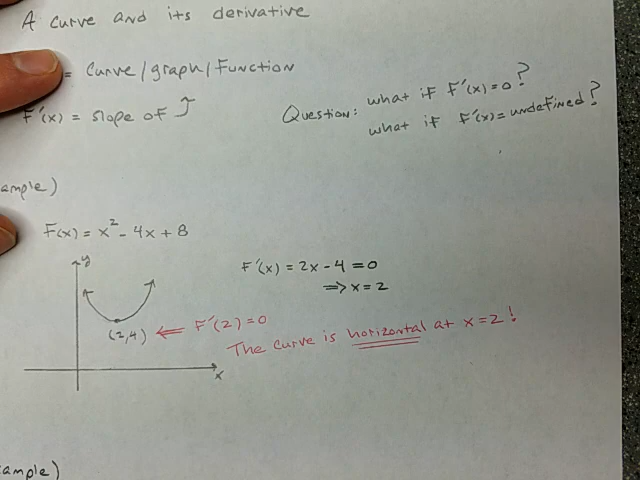 A curve and its derivative
= Curve/graph/Function
F'(x) = slope of
Question: what if F'(x)=0?
what if F'(x)=undefined?
ample)
F(x) = x² - 4x + 8
y
F'(x) = 2x - 4 = 0
⇒ x = 2
(2,4) ⇐ F'(2) = 0
The curve is horizontal at x=2!
x
ample)